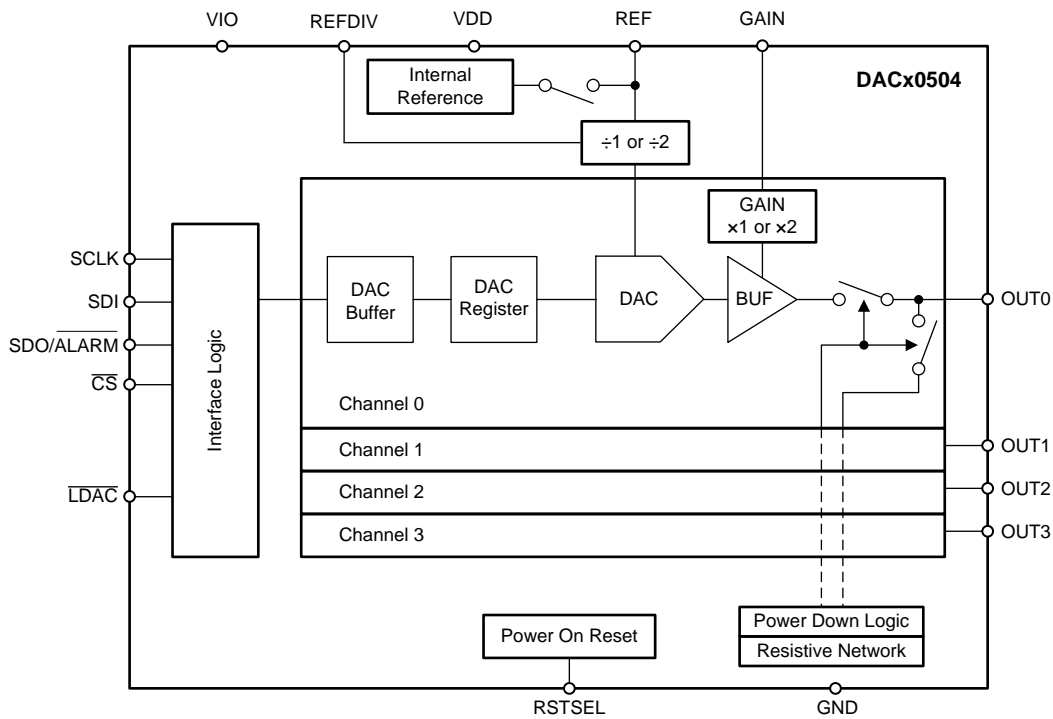 VIO REFDIV VDD REF GAIN
Internal
Reference
DACx0504
÷1 or ÷2
GAIN
×1 or ×2
SCLK
SDI
SDO/ALARM
CS
LDAC
Interface Logic
DAC
Buffer
DAC
Register
DAC
BUF
OUT0
Channel 0
Channel 1
OUT1
Channel 2
OUT2
Channel 3
OUT3
Power On Reset
Power Down Logic
Resistive Network
RSTSEL
GND